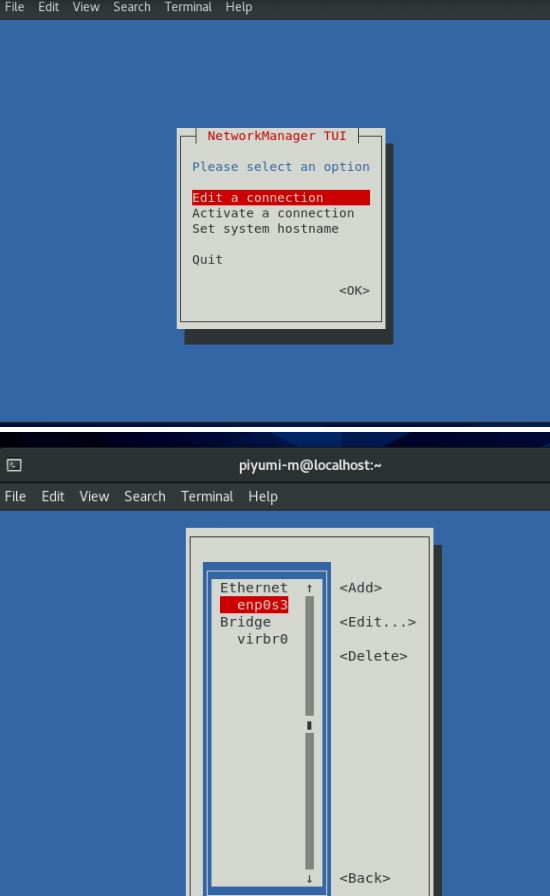 File Edit View Search Terminal Help
NetworkManager TUI
Please select an option
Edit a connection
Activate a connection
Set system hostname
Quit
<OK>
piyumi-m@localhost:~
File Edit View Search Terminal Help
Ethernet ↑ <Add>
enp0s3
Bridge <Edit...>
virbr0
<Delete>
↓ <Back>